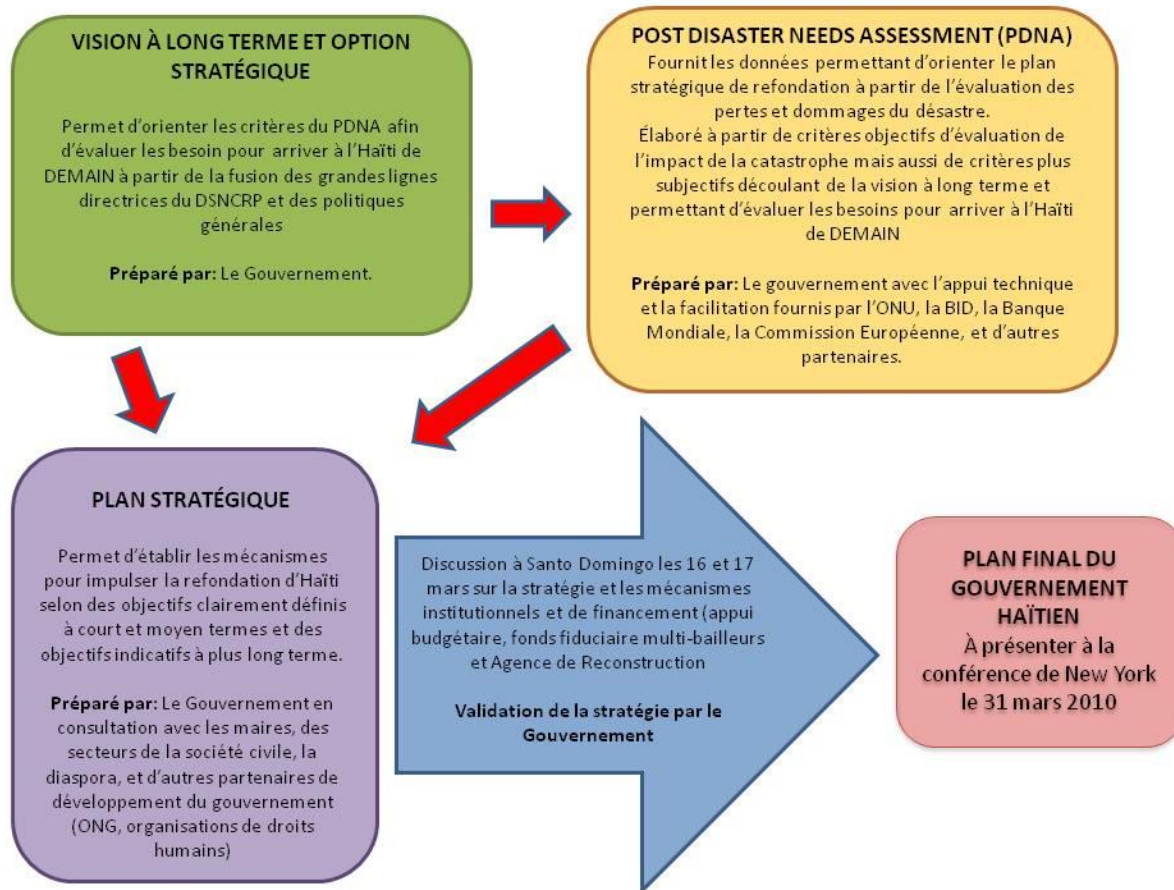 VISION À LONG TERME ET OPTION
STRATÉGIQUE
Permet d'orienter les critères du PDNA afin
d'évaluer les besoin pour arriver à l'Haïti de
DEMAIN à partir de la fusion des grandes lignes
directrices du DSNCRP et des politiques
générales
Préparé par: Le Gouvernement.
POST DISASTER NEEDS ASSESSMENT (PDNA)
Fournit les données permettant d'orienter le plan
stratégique de refondation à partir de l'évaluation des
pertes et dommages du désastre.
Élaboré à partir de critères objectifs d'évaluation de
l'impact de la catastrophe mais aussi de critères plus
subjectifs découlant de la vision à long terme et
permettant d'évaluer les besoins pour arriver à l'Haïti
de DEMAIN
Préparé par: Le gouvernement avec l'appui technique
et la facilitation fournis par l'ONU, la BID, la Banque
Mondiale, la Commission Européenne, et d'autres
partenaires.
PLAN STRATÉGIQUE
Permet d'établir les mécanismes
pour impulser la refondation d'Haïti
selon des objectifs clairement définis
à court et moyen termes et des
objectifs indicatifs à plus long terme.
Préparé par: Le Gouvernement en
consultation avec les maires, des
secteurs de la société civile, la
diaspora, et d'autres partenaires de
développement du gouvernement
(ONG, organisations de droits
humains)
Discussion à Santo Domingo les 16 et 17
mars sur la stratégie et les mécanismes
institutionnels et de financement (appui
budgétaire, fonds fiduciaire multi-bailleurs
et Agence de Reconstruction
Validation de la stratégie par le
Gouvernement
PLAN FINAL DU
GOUVERNEMENT
HAÏTIEN
À présenter à la
conférence de New York
le 31 mars 2010